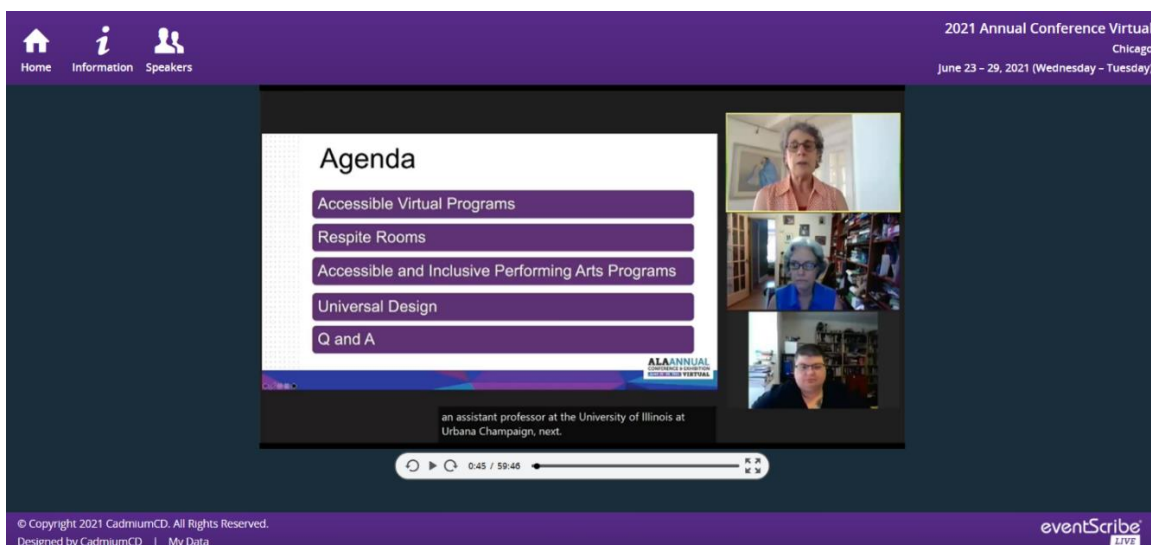 Home
Information
Speakers
2021 Annual Conference Virtual
Chicago
June 23 – 29, 2021 (Wednesday – Tuesday)
Agenda
Accessible Virtual Programs
Respite Rooms
Accessible and Inclusive Performing Arts Programs
Universal Design
Q and A
ALAANNUAL
CONFERENCE & EXHIBITION
VIRTUAL
an assistant professor at the University of Illinois at
Urbana Champaign, next.
0:45 / 59:46
© Copyright 2021 CadmiumCD. All Rights Reserved.
Designed by CadmiumCD | My Data
eventScribe
LIVE